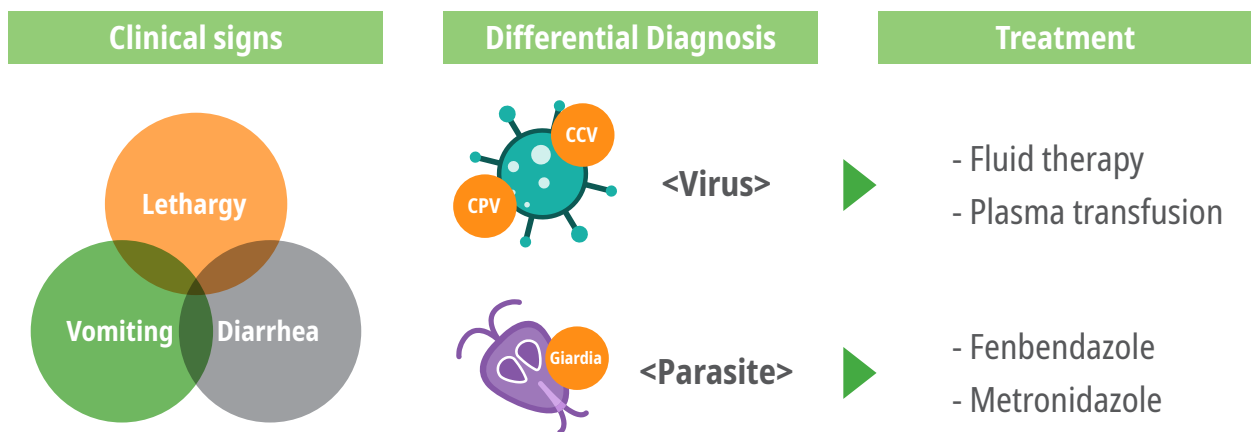 Clinical signs
Differential Diagnosis
Treatment
Lethargy
Vomiting
Diarrhea
CCV
CPV
<Virus>
- Fluid therapy
- Plasma transfusion
Giardia
<Parasite>
- Fenbendazole
- Metronidazole